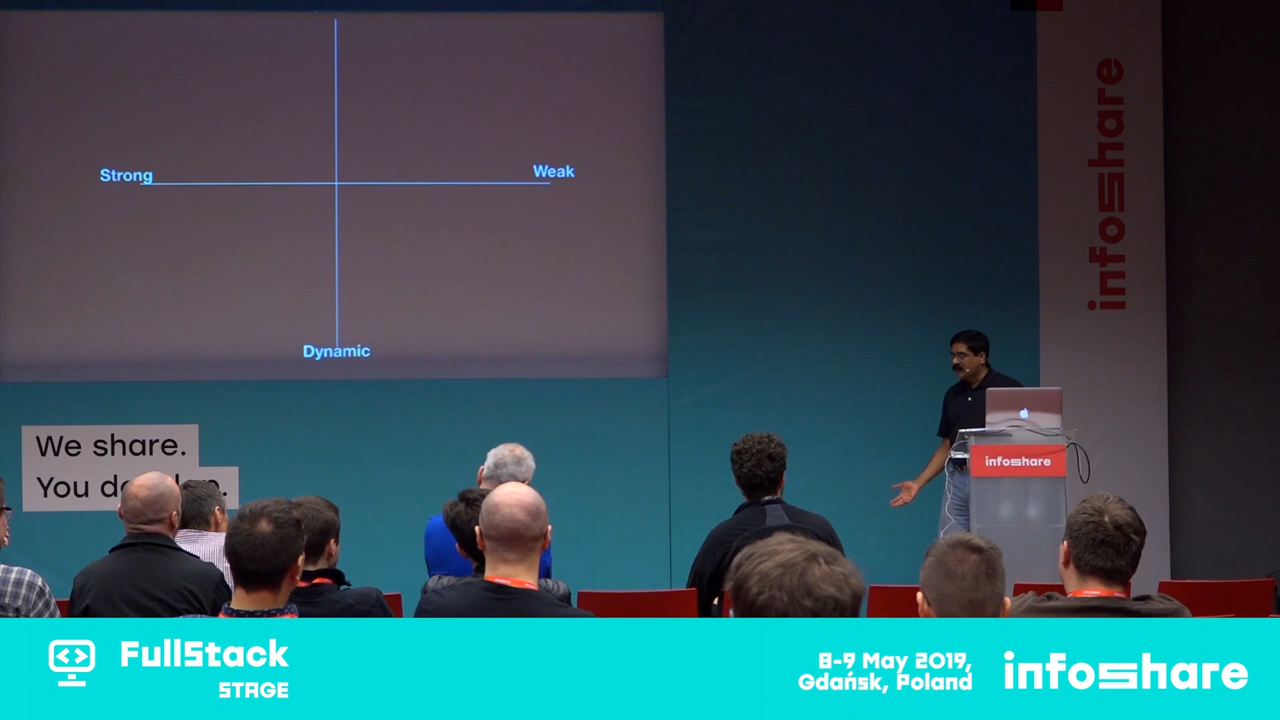 Strong
Weak
Dynamic
infoshare
We share.
infoshare
FullStack
STAGE
8-9 May 2019,
Gdańsk, Poland
infoshare